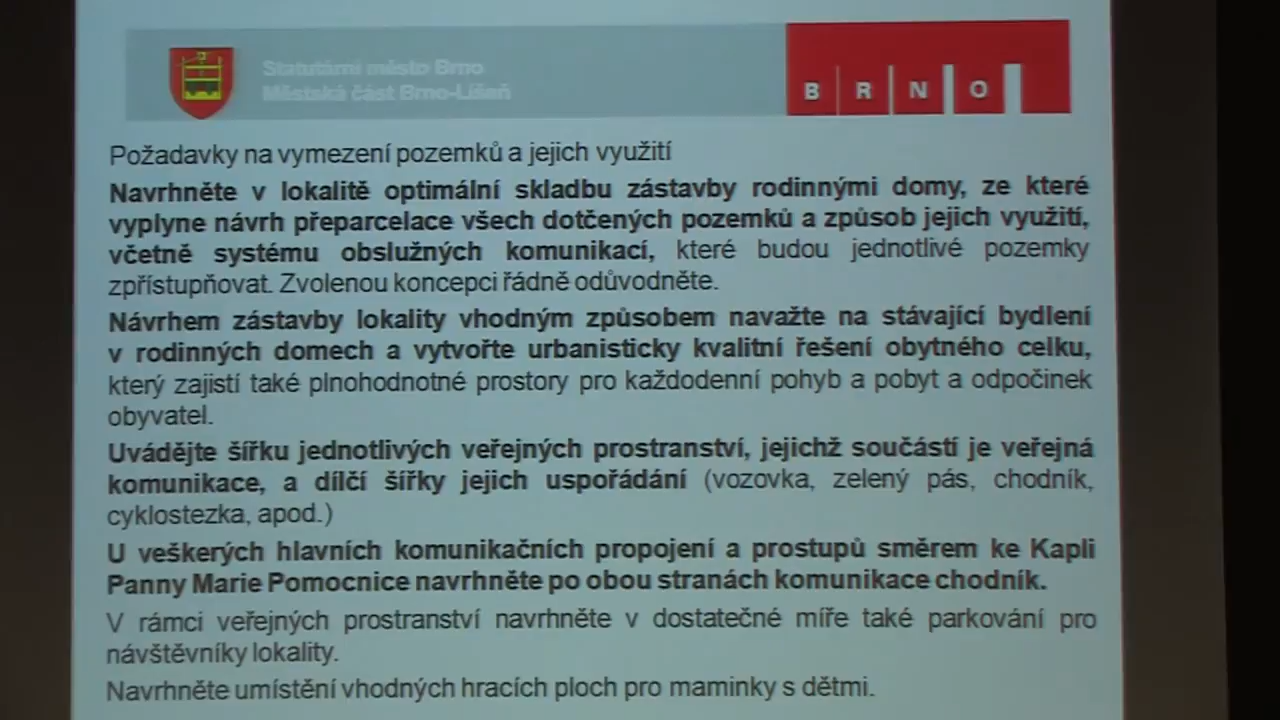 Statutární město Brno
Městská část Brno-Líšeň
B R N O
Požadavky na vymezení pozemků a jejich využití
Navrhněte v lokalitě optimální skladbu zástavby rodinnými domy, ze které
vyplyne návrh přeparcelace všech dotčených pozemků a způsob jejich využití,
včetně systému obslužných komunikací, které budou jednotlivé pozemky
zpřístupňovat. Zvolenou koncepci řádně odůvodněte.
Návrhem zástavby lokality vhodným způsobem navažte na stávající bydlení
v rodinných domech a vytvořte urbanisticky kvalitní řešení obytného celku,
který zajistí také plnohodnotné prostory pro každodenní pohyb a pobyt a odpočinek
obyvatel.
Uvádějte šířku jednotlivých veřejných prostranství, jejichž součástí je veřejná
komunikace, a dílčí šířky jejich uspořádání (vozovka, zelený pás, chodník,
cyklostezka, apod.)
U veškerých hlavních komunikačních propojení a prostupů směrem ke Kapli
Panny Marie Pomocnice navrhněte po obou stranách komunikace chodník.
V rámci veřejných prostranství navrhněte v dostatečné míře také parkování pro
návštěvníky lokality.
Navrhněte umístění vhodných hracích ploch pro maminky s dětmi.